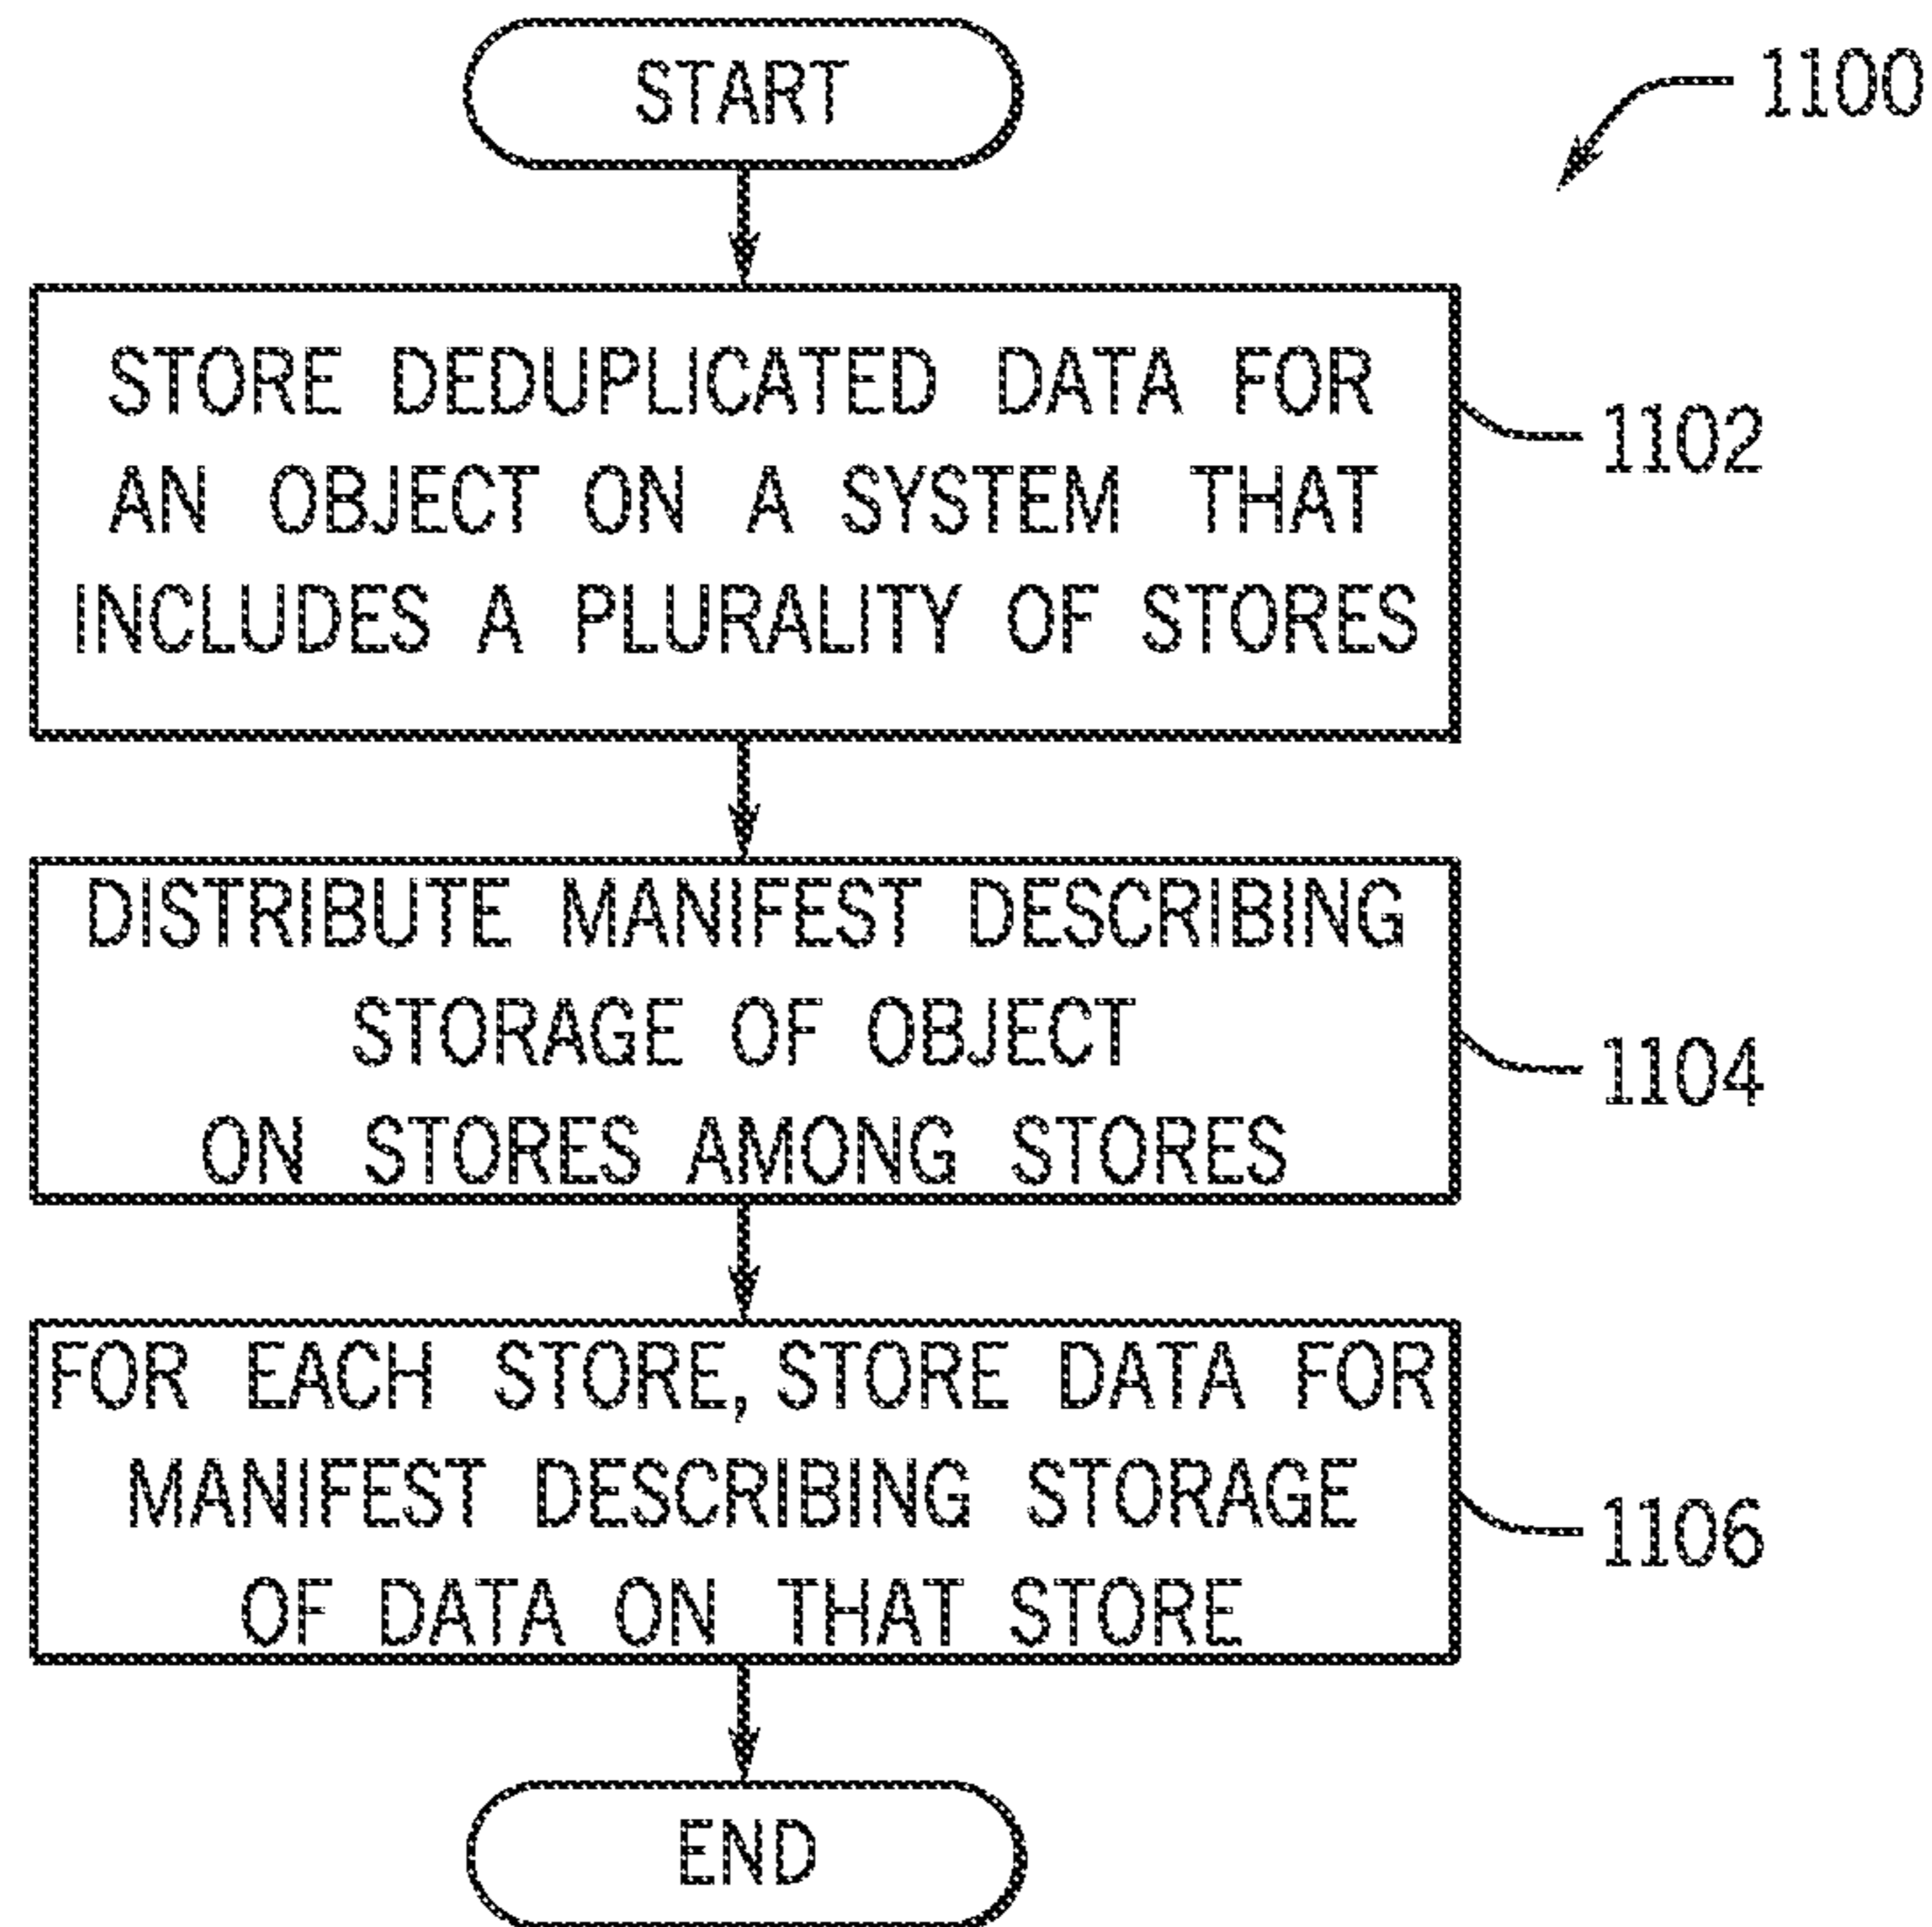 START
1100
STORE DEDUPLICATED DATA FOR
AN OBJECT ON A SYSTEM THAT
INCLUDES A PLURALITY OF STORES
1102
DISTRIBUTE MANIFEST DESCRIBING
STORAGE OF OBJECT
ON STORES AMONG STORES
1104
FOR EACH STORE, STORE DATA FOR
MANIFEST DESCRIBING STORAGE
OF DATA ON THAT STORE
1106
END